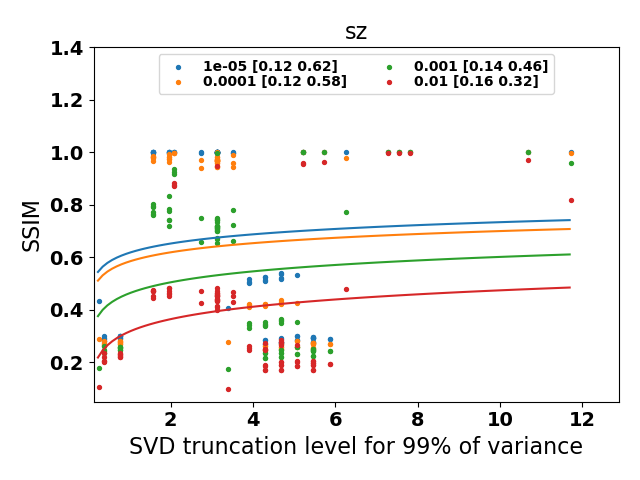 sz
1e-05 [0.12 0.62]
0.0001 [0.12 0.58]
0.001 [0.14 0.46]
0.01 [0.16 0.32]
SSIM
1.4
1.2
1.0
0.8
0.6
0.4
0.2
2 4 6 8 10 12
SVD truncation level for 99% of variance